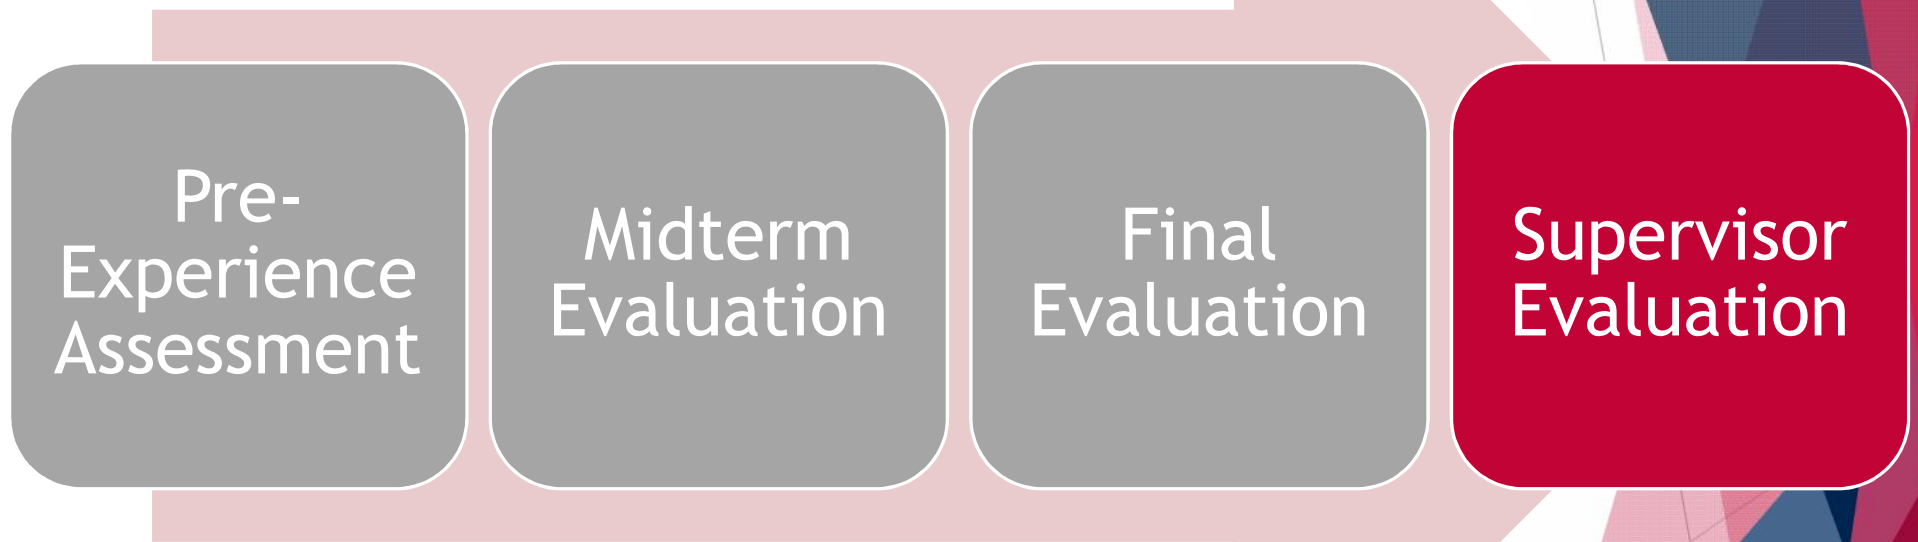 Pre-
Experience
Assessment
Midterm
Evaluation
Final
Evaluation
Supervisor
Evaluation